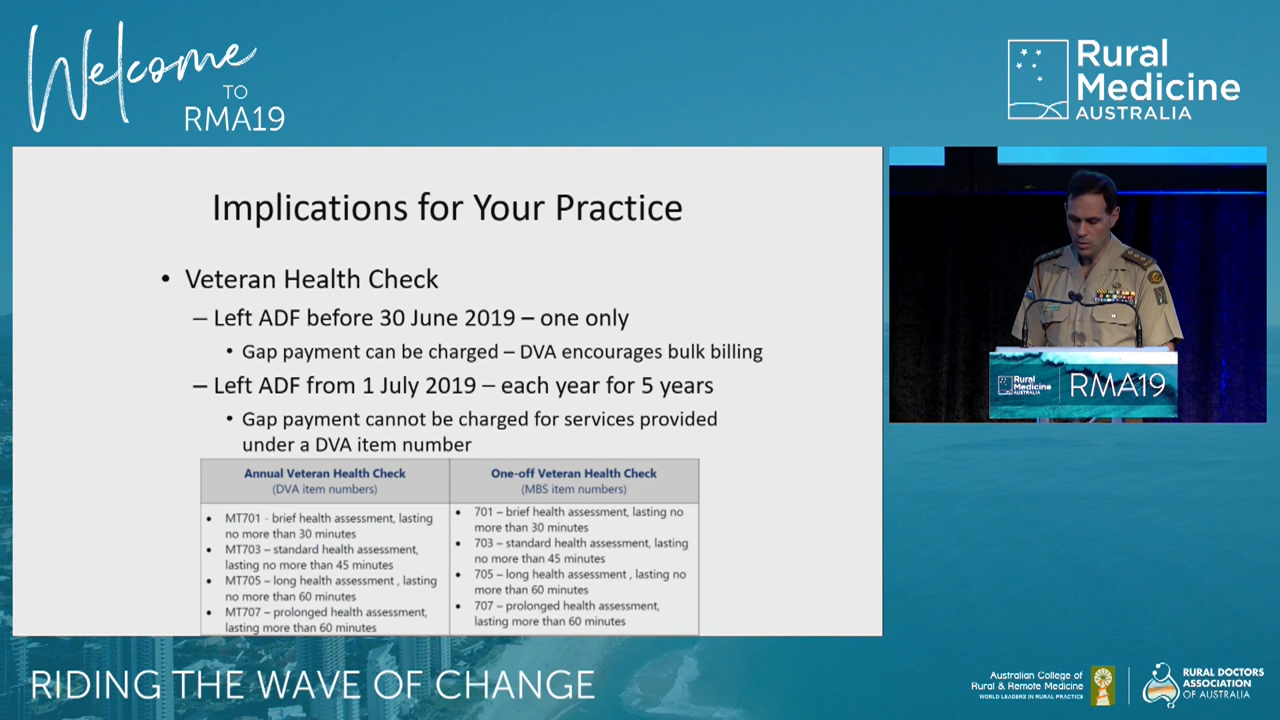 Welcome
TO
RMA19
Rural
Medicine
AUSTRALIA
Implications for Your Practice
• Veteran Health Check
– Left ADF before 30 June 2019 – one only
• Gap payment can be charged – DVA encourages bulk billing
– Left ADF from 1 July 2019 – each year for 5 years
• Gap payment cannot be charged for services provided
under a DVA item number
Annual Veteran Health Check
(DVA item numbers)
• MT701 - brief health assessment, lasting
no more than 30 minutes
• MT703 – standard health assessment,
lasting no more than 45 minutes
• MT705 – long health assessment , lasting
no more than 60 minutes
• MT707 – prolonged health assessment,
lasting more than 60 minutes
One-off Veteran Health Check
(MBS item numbers)
• 701 – brief health assessment, lasting no
more than 30 minutes
• 703 – standard health assessment, lasting
no more than 45 minutes
• 705 – long health assessment , lasting no
more than 60 minutes
• 707 – prolonged health assessment,
lasting more than 60 minutes
Rural
Medicine
AUSTRALIA
RMA19
RIDING THE WAVE OF CHANGE
Australian College of
Rural & Remote Medicine
WORLD LEADERS IN RURAL PRACTICE
RURAL DOCTORS
ASSOCIATION
OF AUSTRALIA